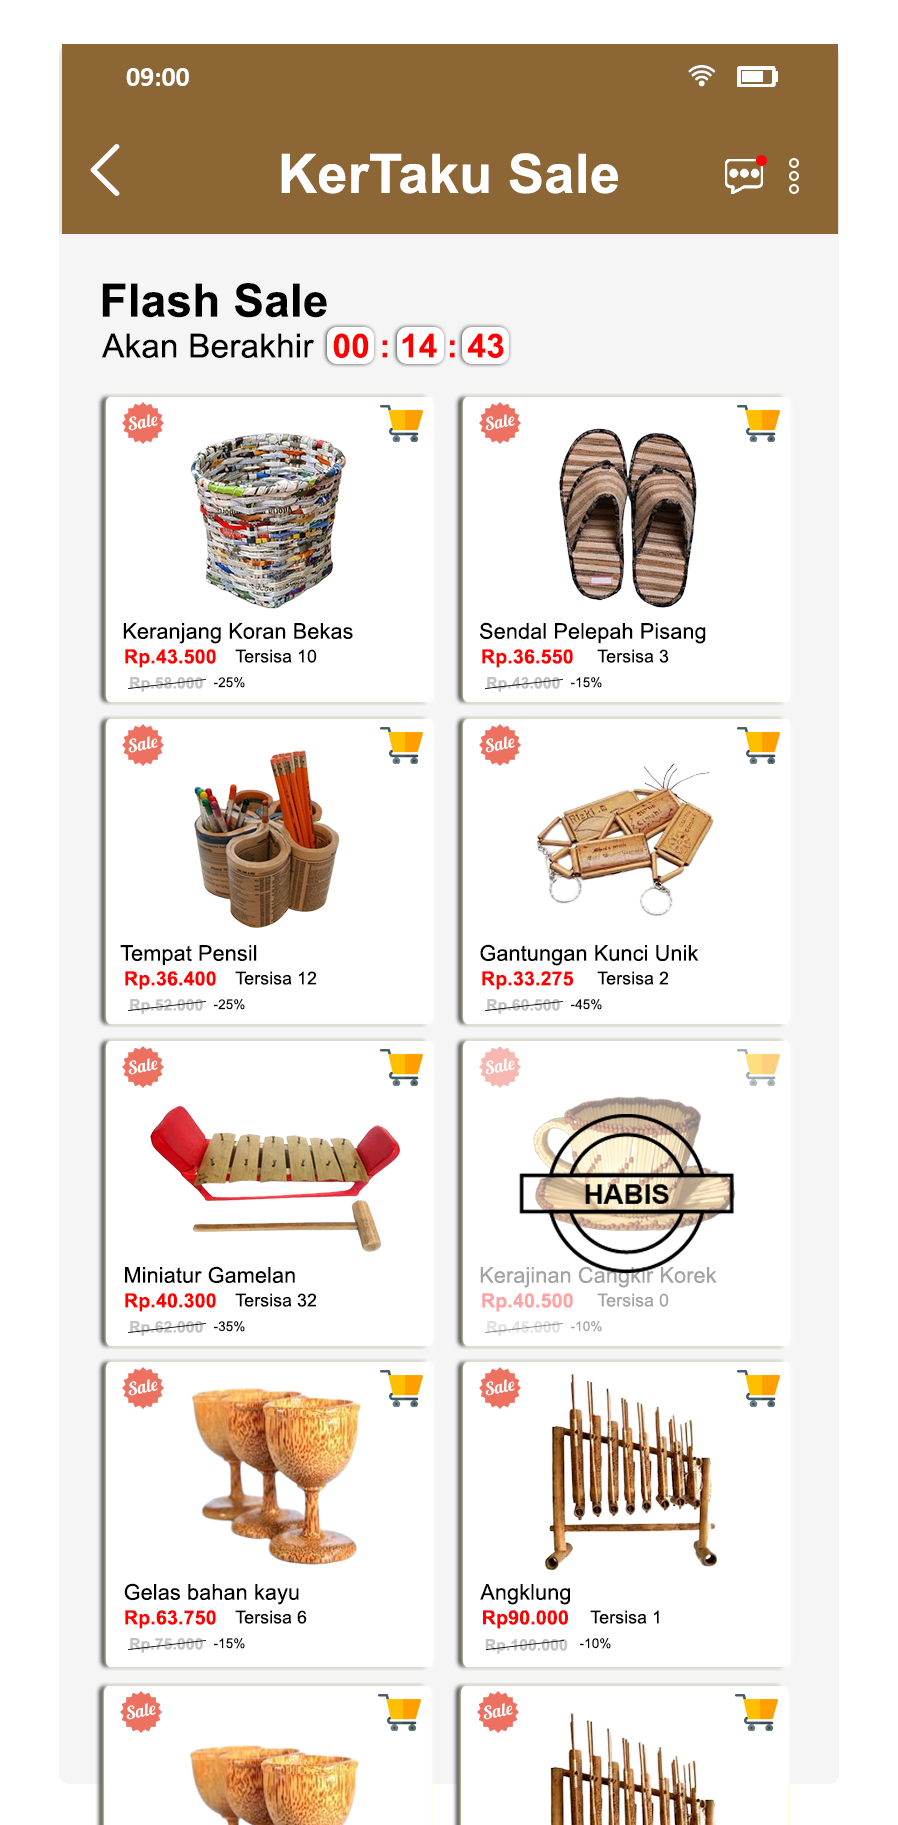 09:00
KerTaku Sale
Flash Sale
Akan Berakhir 00 : 14 : 43
Sale
Keranjang Koran Bekas
Rp.43.500 Tersisa 10
Rp.58.000 -25%
Sale
Sendal Pelepah Pisang
Rp.36.550 Tersisa 3
Rp.43.000 -15%
Sale
Tempat Pensil
Rp.36.400 Tersisa 12
Rp.52.000 -25%
Sale
Gantungan Kunci Unik
Rp.33.275 Tersisa 2
Rp.60.500 -45%
Sale
Miniatur Gamelan
Rp.40.300 Tersisa 32
Rp.62.000 -35%
Sale
HABIS
Kerajinan Cangkir Korek
Rp.40.500 Tersisa 0
Rp.45.000 -10%
Sale
Gelas bahan kayu
Rp.63.750 Tersisa 6
Rp.75.000 -15%
Sale
Angklung
Rp90.000 Tersisa 1
Rp.100.000 -10%
Sale
Sale